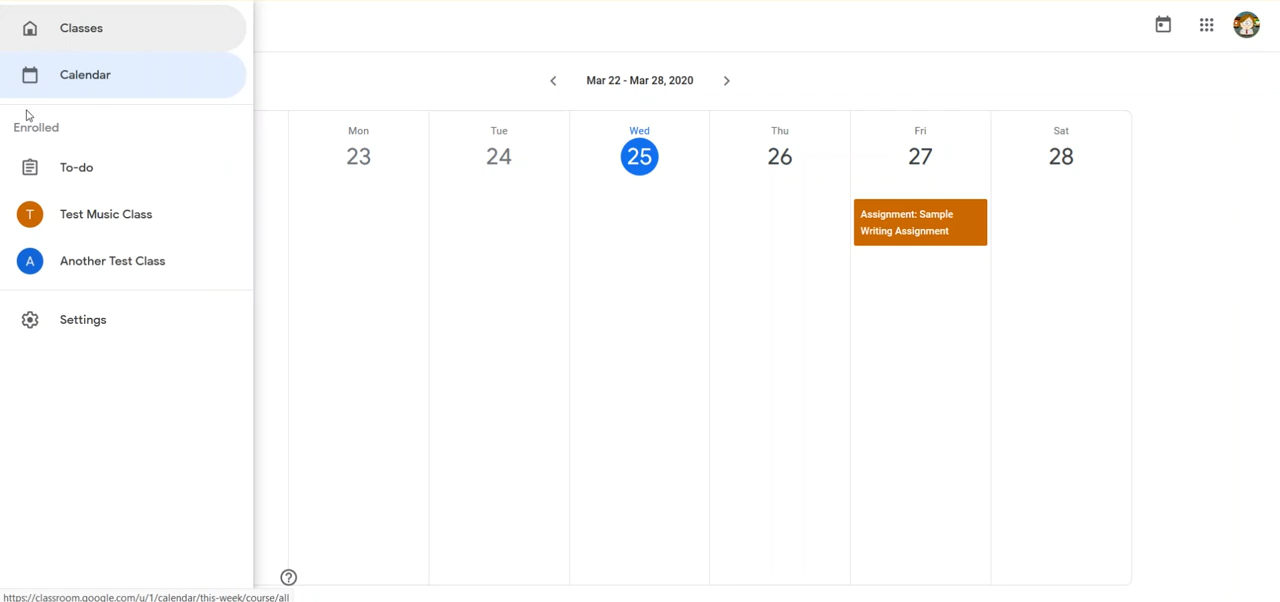 Classes
Calendar
Enrolled
To-do
T Test Music Class
A Another Test Class
Settings
Mar 22 - Mar 28, 2020
Mon
23
Tue
24
Wed
25
Thu
26
Fri
27
Sat
28
Assignment: Sample
Writing Assignment
https://classroom.google.com/u/1/calendar/this-week/course/all